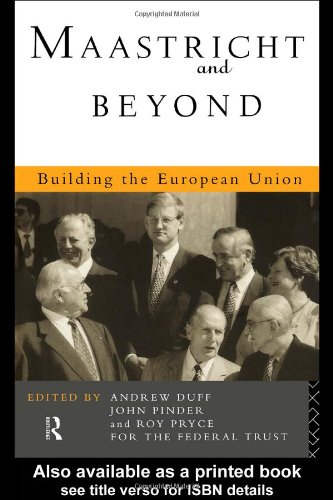 MAASTRICHT
and
BEYOND
Building the European Union
EDITED BY ANDREW DUFF
JOHN PINDER
and ROY PRYCE
FOR THE FEDERAL TRUST
ROUTLEDGE
Also available as a printed book
see title verso for ISBN details